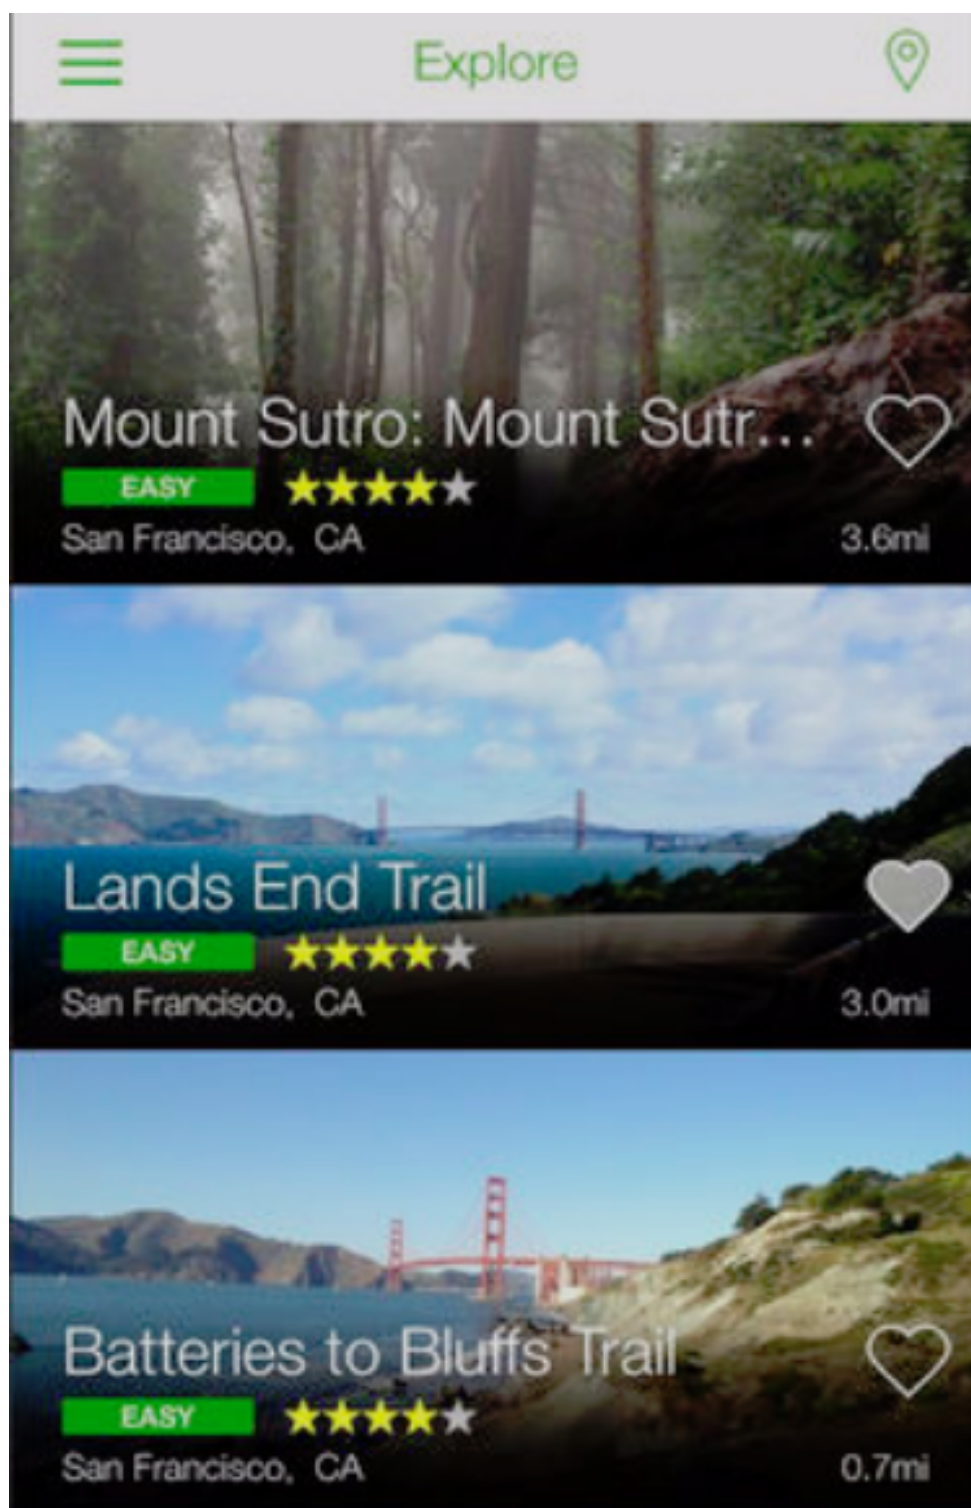 Explore
Mount Sutro: Mount Sutr...
EASY
San Francisco, CA 3.6mi
Lands End Trail
EASY
San Francisco, CA 3.0mi
Batteries to Bluffs Trail
EASY
San Francisco, CA 0.7mi